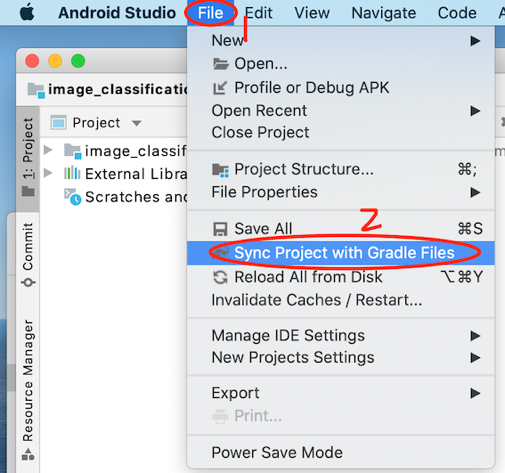 Android Studio File Edit View Navigate Code
1
New
Open...
image_classificatio
Profile or Debug APK
Project
Open Recent
1: Project
Close Project
image_classif
External Libra
Project Structure... ⌘;
Scratches and
File Properties
2
Save All ⌘S
Commit
Sync Project with Gradle Files
Reload All from Disk ⌥⌘Y
Invalidate Caches / Restart...
Resource Manager
Manage IDE Settings
New Projects Settings
Export
Print...
Power Save Mode